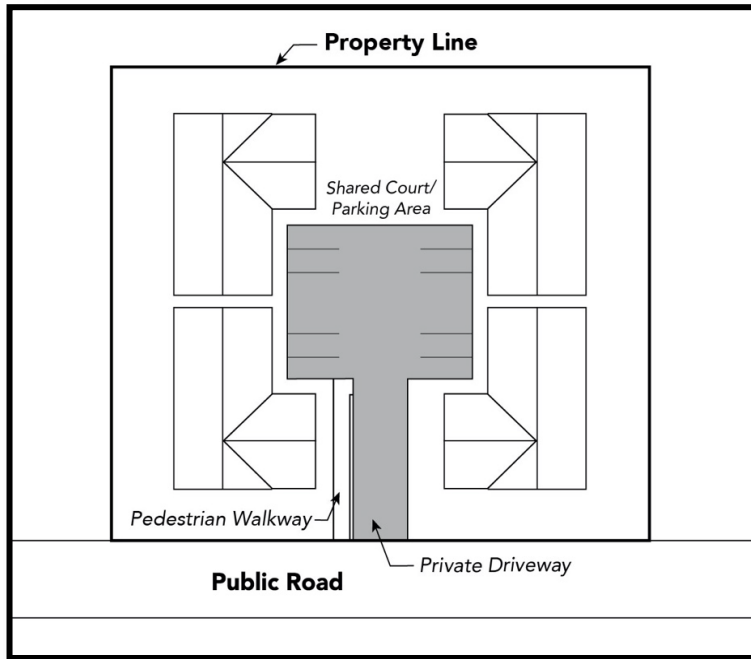 Property Line
Shared Court/
Parking Area
Pedestrian Walkway
Private Driveway
Public Road